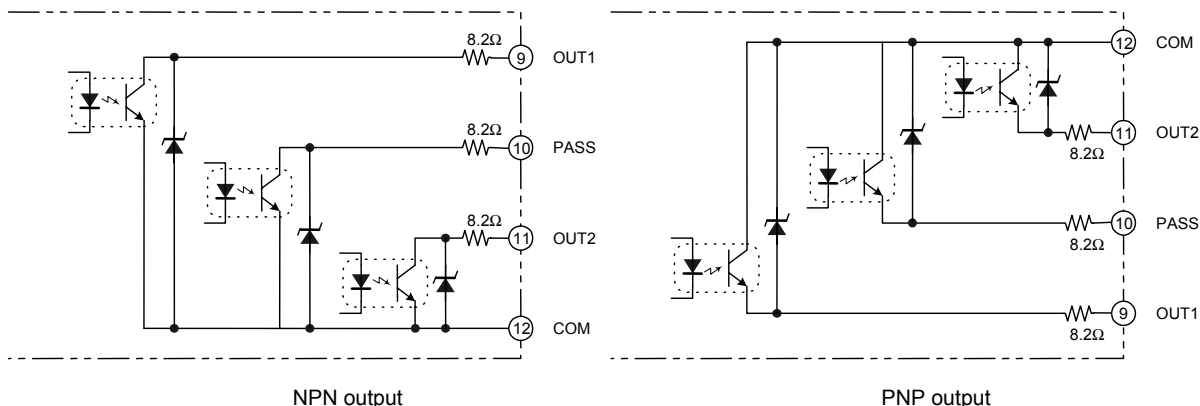 8.2Ω
9 OUT1
8.2Ω
10 PASS
8.2Ω
11 OUT2
12 COM
NPN output
12 COM
11 OUT2
8.2Ω
10 PASS
8.2Ω
9 OUT1
8.2Ω
PNP output